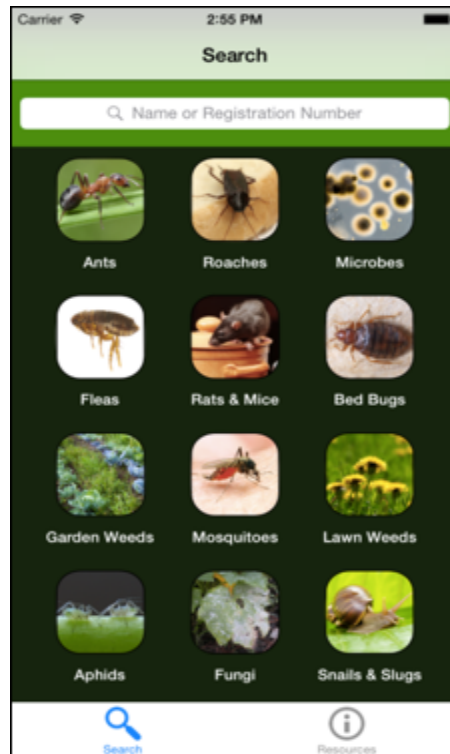 Carrier 2:55 PM
Search
Name or Registration Number
Ants Roaches Microbes
Fleas Rats & Mice Bed Bugs
Garden Weeds Mosquitoes Lawn Weeds
Aphids Fungi Snails & Slugs
Search Resources